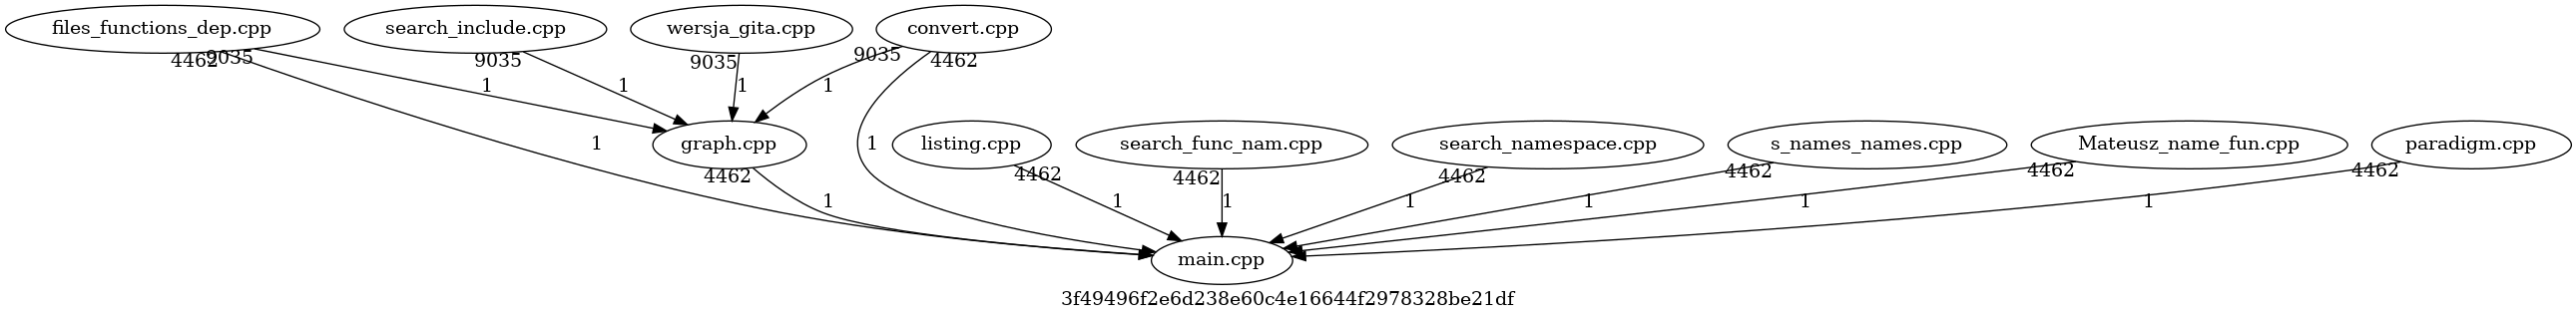 files_functions_dep.cpp
search_include.cpp
wersja_gita.cpp
convert.cpp
4462
9035
9035
9035
9035
4462
1
1
1
1
1
graph.cpp
1
listing.cpp
search_func_nam.cpp
search_namespace.cpp
s_names_names.cpp
Mateusz_name_fun.cpp
paradigm.cpp
4462
4462
4462
4462
4462
4462
4462
1
1
1
1
1
1
1
main.cpp
3f49496f2e6d238e60c4e16644f2978328be21df